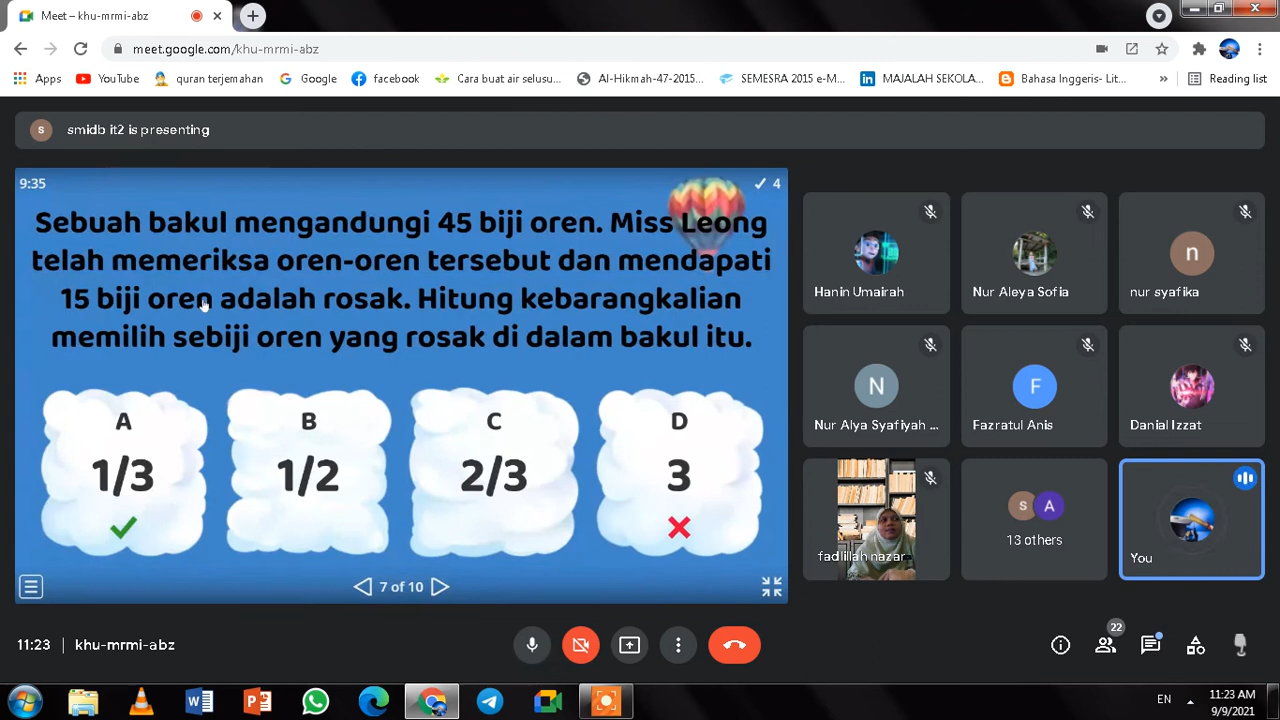 Meet – khu-mrmi-abz
meet.google.com/khu-mrmi-abz
Apps YouTube quran terjemahan Google facebook Cara buat air selusu... Al-Hikmah-47-2015... SEMESRA 2015 e-M... MAJALAH SEKOLA... Bahasa Inggeris- Lit... » Reading list
s smidb it2 is presenting
9:35 ✓ 4
Sebuah bakul mengandungi 45 biji oren. Miss Leong
telah memeriksa oren-oren tersebut dan mendapati
15 biji oren adalah rosak. Hitung kebarangkalian
memilih sebiji oren yang rosak di dalam bakul itu.
A B C D
1/3 1/2 2/3 3
7 of 10
Hanin Umairah
Nur Aleya Sofia
n
nur syafika
N
Nur Alya Syafiyah ...
F
Fazratul Anis
Danial Izzat
fadlillah nazar
s A
13 others
You
11:23 | khu-mrmi-abz
22
EN
11:23 AM
9/9/2021